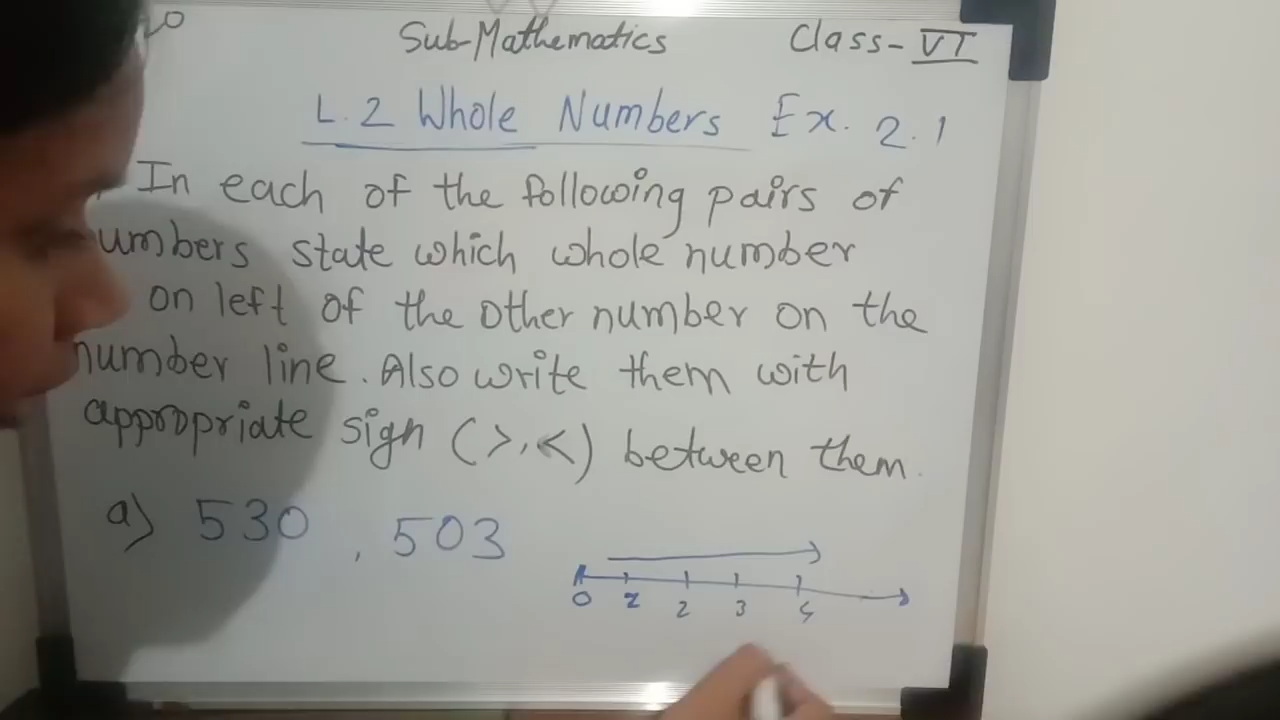 Sub-Mathematics Class-VI
L.2 Whole Numbers Ex. 2.1
In each of the following pairs of
umbers state which whole number
on left of the other number on the
number line. Also write them with
appropriate sign (>,<) between them.
a) 530 , 503
0 1 2 3 4